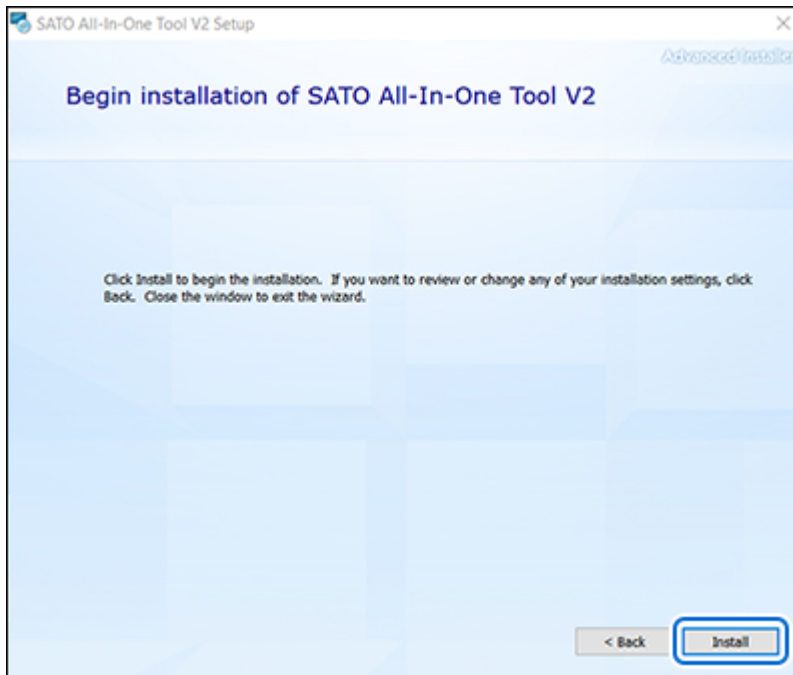 SATO All-In-One Tool V2 Setup
Advanced Installer
Begin installation of SATO All-In-One Tool V2
Click Install to begin the installation. If you want to review or change any of your installation settings, click
Back. Close the window to exit the wizard.
< Back Install